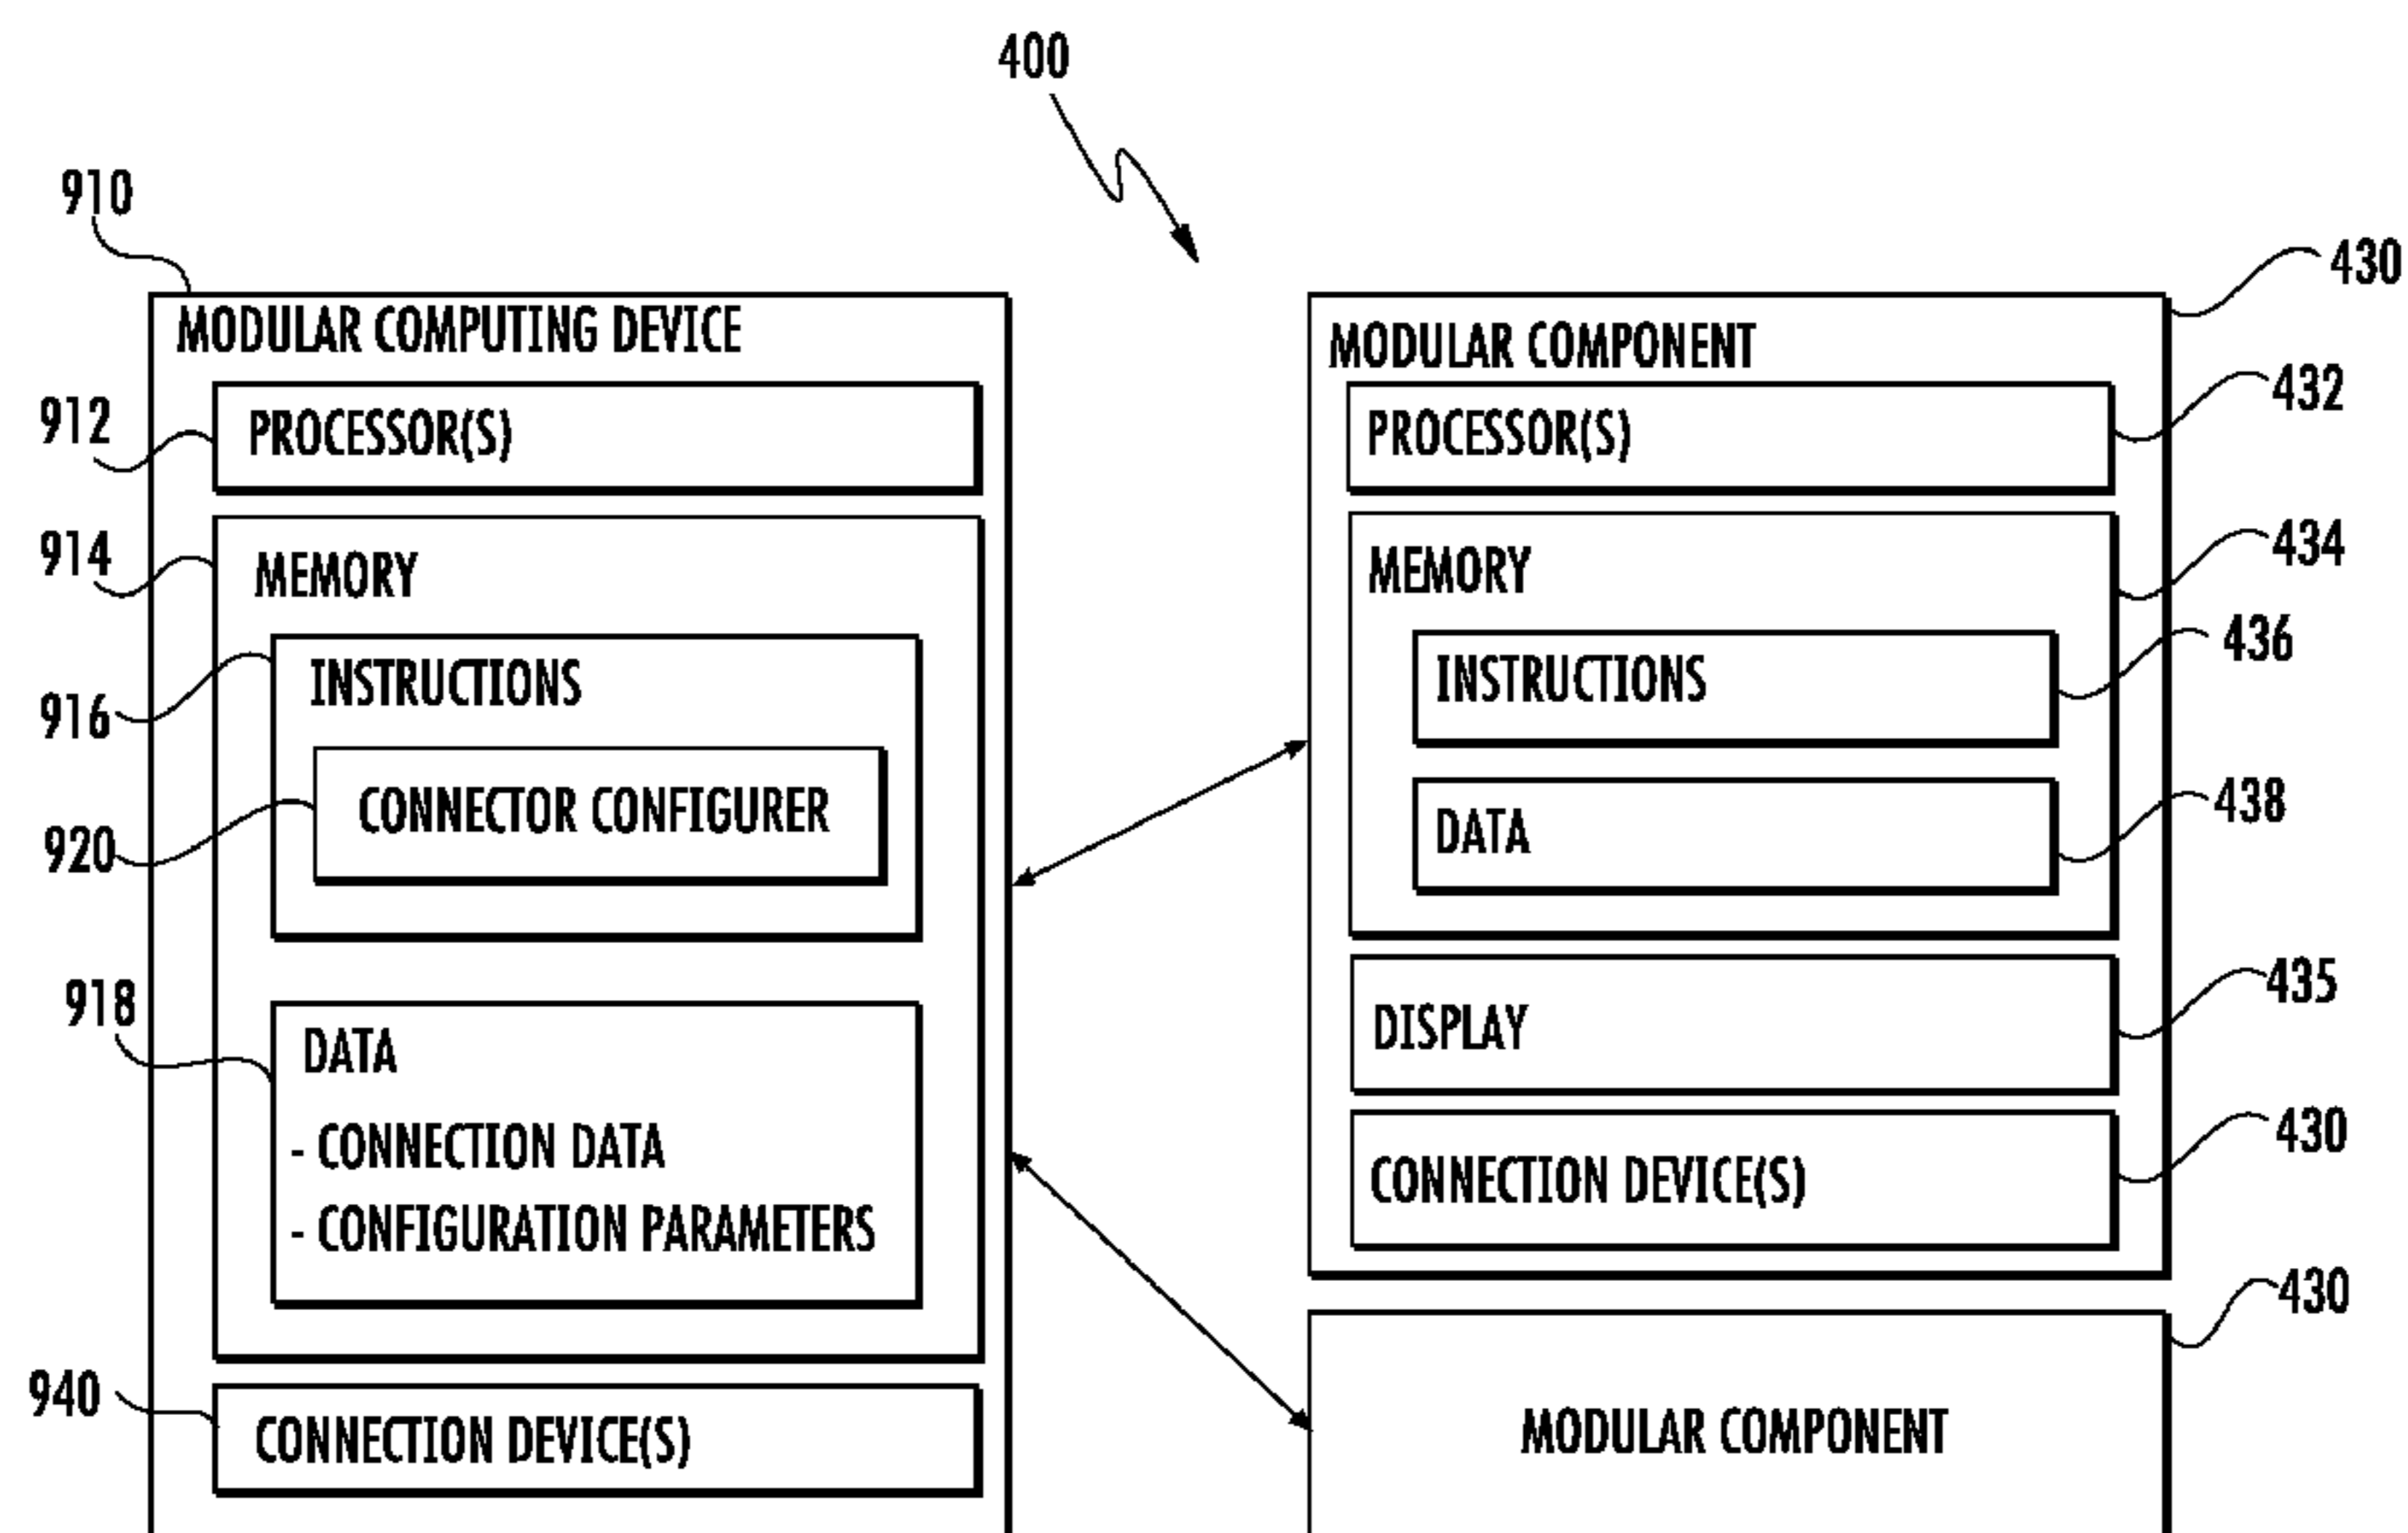 400
910
MODULAR COMPUTING DEVICE
912
PROCESSOR(S)
914
MEMORY
916
INSTRUCTIONS
920
CONNECTOR CONFIGURER
918
DATA
- CONNECTION DATA
- CONFIGURATION PARAMETERS
940
CONNECTION DEVICE(S)
430
MODULAR COMPONENT
432
PROCESSOR(S)
434
MEMORY
436
INSTRUCTIONS
438
DATA
435
DISPLAY
430
CONNECTION DEVICE(S)
430
MODULAR COMPONENT